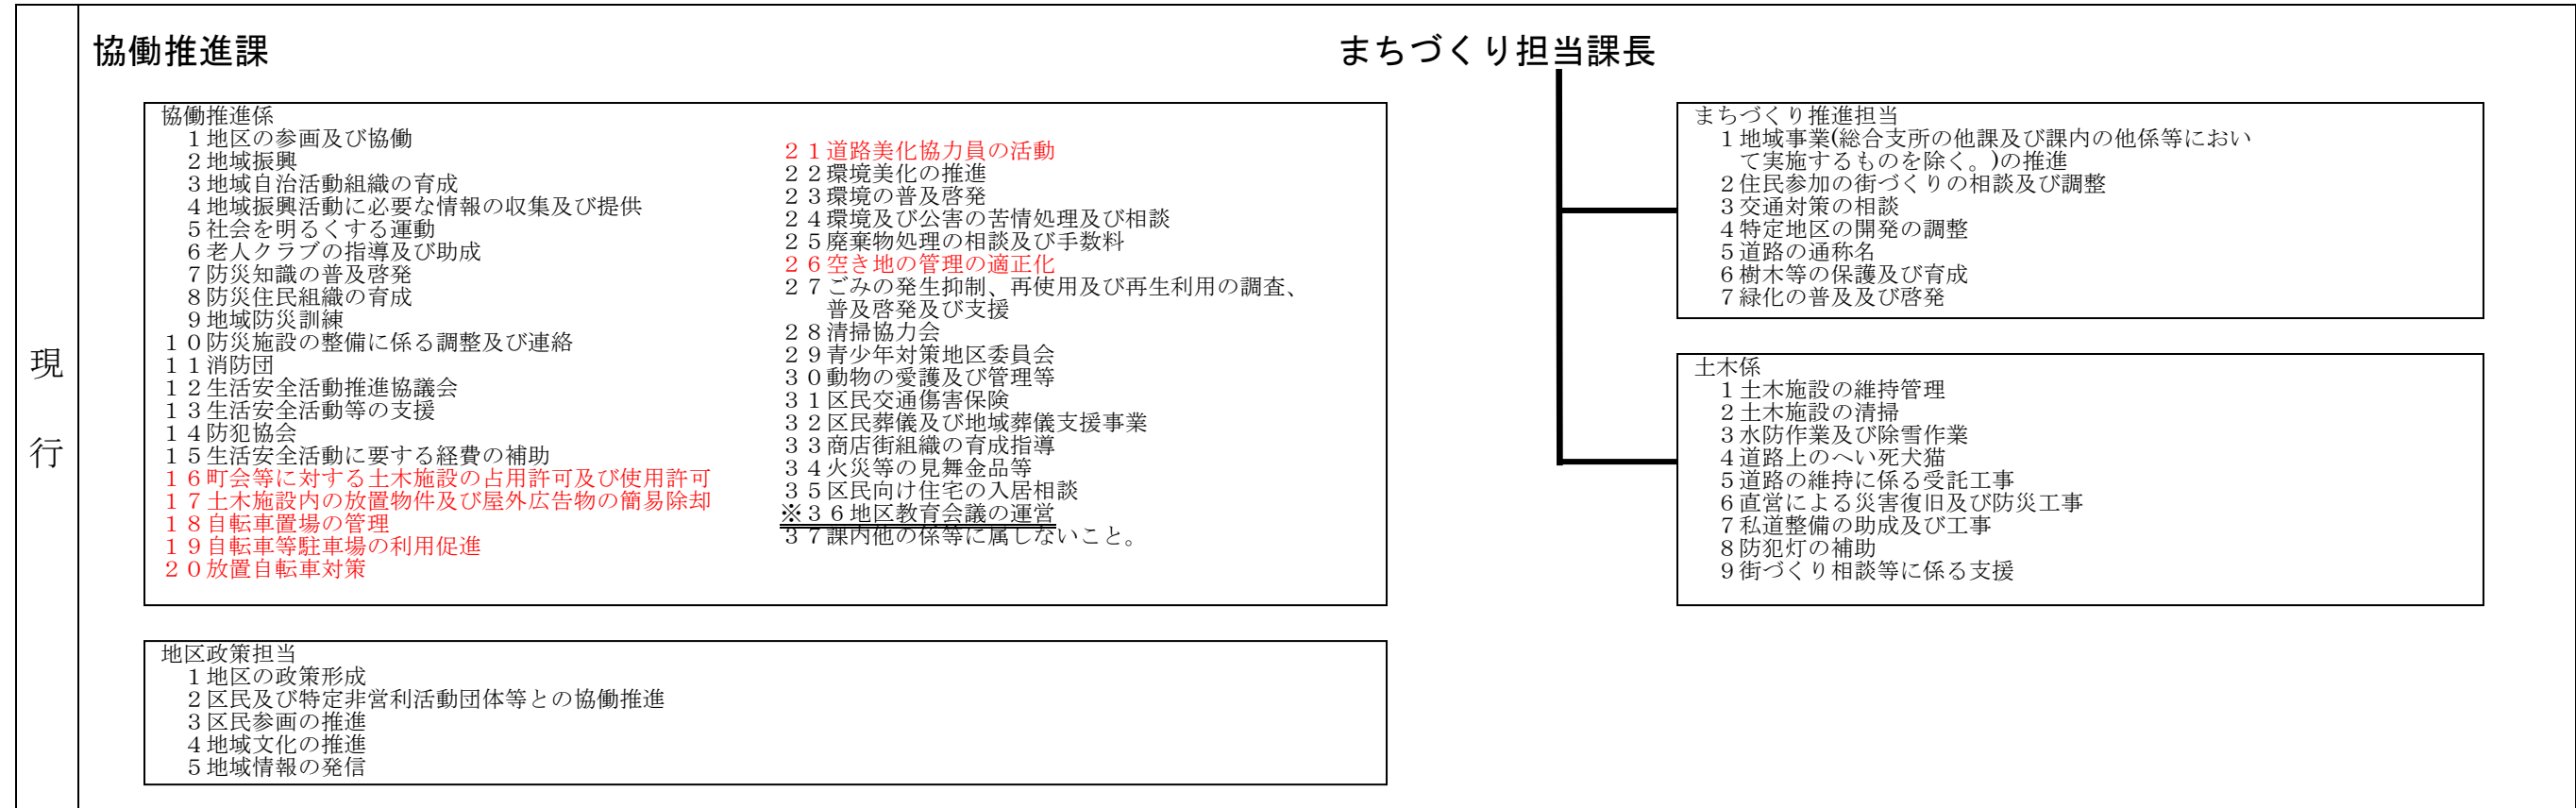 現行
協働推進課
協働推進係
１地区の参画及び協働
２地域振興
３地域自治活動組織の育成
４地域振興活動に必要な情報の収集及び提供
５社会を明るくする運動
６老人クラブの指導及び助成
７防災知識の普及啓発
８防災住民組織の育成
９地域防災訓練
１０防災施設の整備に係る調整及び連絡
１１消防団
１２生活安全活動推進協議会
１３生活安全活動等の支援
１４防犯協会
１５生活安全活動に要する経費の補助
１６町会等に対する土木施設の占用許可及び使用許可
１７土木施設内の放置物件及び屋外広告物の簡易除却
１８自転車置場の管理
１９自転車等駐車場の利用促進
２０放置自転車対策
２１道路美化協力員の活動
２２環境美化の推進
２３環境の普及啓発
２４環境及び公害の苦情処理及び相談
２５廃棄物処理の相談及び手数料
２６空き地の管理の適正化
２７ごみの発生抑制、再使用及び再生利用の調査、
普及啓発及び支援
２８清掃協力会
２９青少年対策地区委員会
３０動物の愛護及び管理等
３１区民交通傷害保険
３２区民葬儀及び地域葬儀支援事業
３３商店街組織の育成指導
３４火災等の見舞金品等
３５区民向け住宅の入居相談
※３６地区教育会議の運営
３７課内他の係等に属しないこと。
地区政策担当
１地区の政策形成
２区民及び特定非営利活動団体等との協働推進
３区民参画の推進
４地域文化の推進
５地域情報の発信
まちづくり担当課長
まちづくり推進担当
１地域事業(総合支所の他課及び課内の他係等におい
て実施するものを除く。)の推進
２住民参加の街づくりの相談及び調整
３交通対策の相談
４特定地区の開発の調整
５道路の通称名
６樹木等の保護及び育成
７緑化の普及及び啓発
土木係
１土木施設の維持管理
２土木施設の清掃
３水防作業及び除雪作業
４道路上のへい死犬猫
５道路の維持に係る受託工事
６直営による災害復旧及び防災工事
７私道整備の助成及び工事
８防犯灯の補助
９街づくり相談等に係る支援